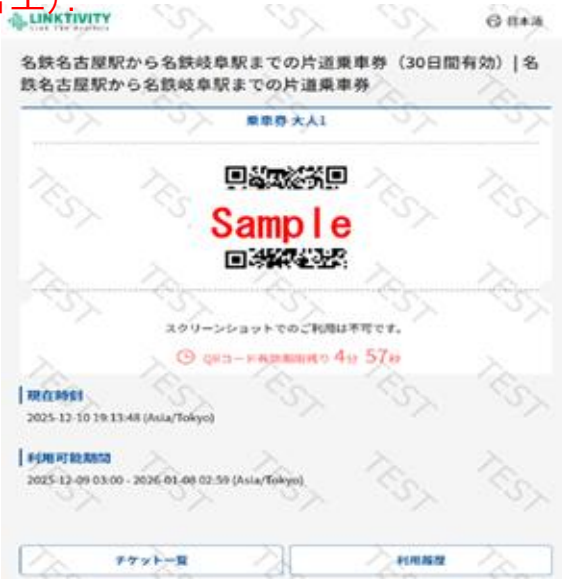 LINKTIVITY
日本語
名鉄名古屋駅から名鉄岐阜駅までの片道乗車券（30日間有効）| 名
鉄名古屋駅から名鉄岐阜駅までの片道乗車券
乗車券 大人1
Sample
スクリーンショットでのご利用は不可です。
QRコード有効期限残り 4分 57秒
現在時刻
2025-12-10 19:13:48 (Asia/Tokyo)
利用可能期間
2025-12-09 03:00 - 2026-01-08 02:59 (Asia/Tokyo)
チケット一覧
利用履歴
TEST